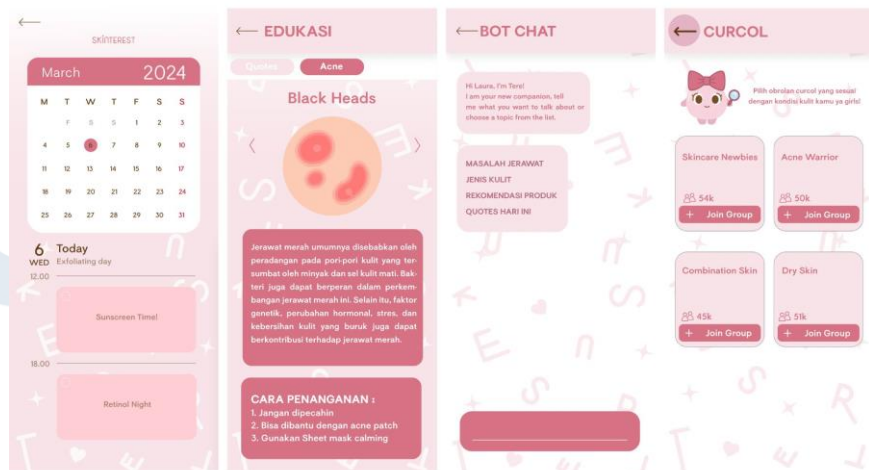 SKINTEREST
March 2024
M T W T F S S
F S S 1 2 3
4 5 6 7 8 9 10
11 12 13 14 15 16 17
18 19 20 21 22 23 24
25 26 27 28 29 30 31
6 Today
WED Exfoliating day
12.00
Sunscreen Time!
18.00
Retinol Night
EDUKASI
Quotes Acne
Black Heads
Jerawat merah umumnya disebabkan oleh
peradangan pada pori-pori kulit yang ter-
sumbat oleh minyak dan sel kulit mati. Bak-
teri juga dapat berperan dalam perkem-
bangan jerawat merah ini. Selain itu, faktor
genetik, perubahan hormonal, stres, dan
kebersihan kulit yang buruk juga dapat
berkontribusi terhadap jerawat merah.
CARA PENANGANAN :
1. Jangan dipecahin
2. Bisa dibantu dengan acne patch
3. Gunakan Sheet mask calming
BOT CHAT
Hi Laura, I'm Tere!
I am your new companion, tell
me what you want to talk about or
choose a topic from the list.
MASALAH JERAWAT
JENIS KULIT
REKOMENDASI PRODUK
QUOTES HARI INI
CURCOL
Pilih obrolan curcol yang sesuai
dengan kondisi kulit kamu ya girls!
Skincare Newbies
54k
+ Join Group
Acne Warrior
50k
+ Join Group
Combination Skin
45k
+ Join Group
Dry Skin
51k
+ Join Group